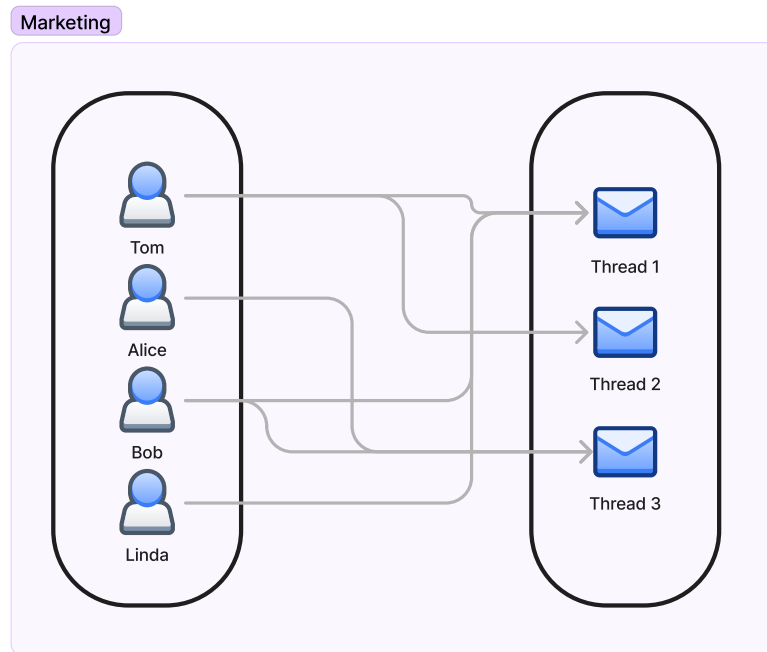 Marketing
Tom
Alice
Bob
Linda
Thread 1
Thread 2
Thread 3